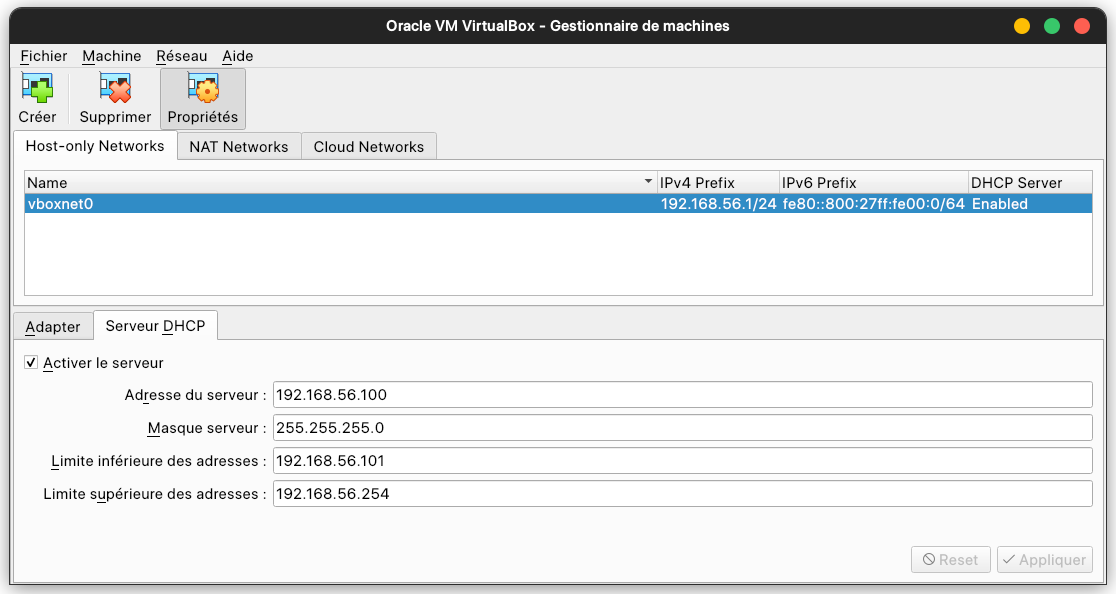 Oracle VM VirtualBox - Gestionnaire de machines
Fichier Machine Réseau Aide
Créer Supprimer Propriétés
Host-only Networks NAT Networks Cloud Networks
Name IPv4 Prefix IPv6 Prefix DHCP Server
vboxnet0 192.168.56.1/24 fe80::800:27ff:fe00:0/64 Enabled
Adapter Serveur DHCP
Activer le serveur
Adresse du serveur : 192.168.56.100
Masque serveur : 255.255.255.0
Limite inférieure des adresses : 192.168.56.101
Limite supérieure des adresses : 192.168.56.254
Reset Appliquer